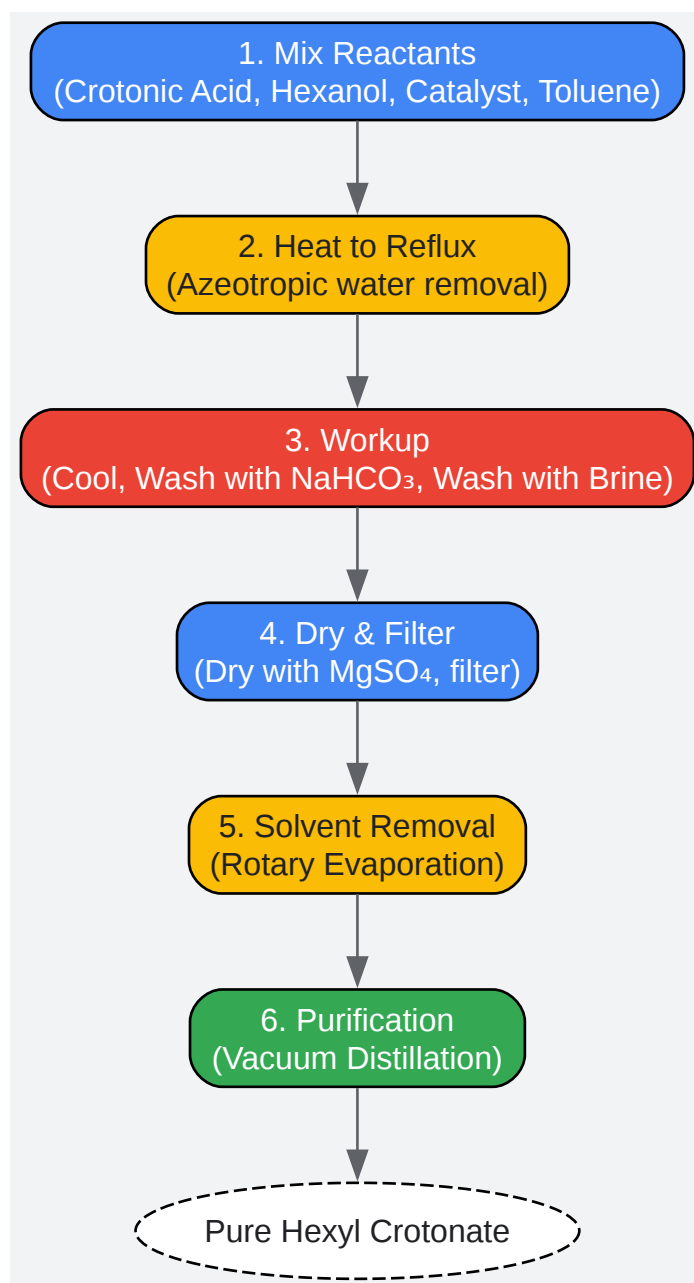 1. Mix Reactants
(Crotonic Acid, Hexanol, Catalyst, Toluene)
2. Heat to Reflux
(Azeotropic water removal)
3. Workup
(Cool, Wash with NaHCO₃, Wash with Brine)
4. Dry & Filter
(Dry with MgSO₄, filter)
5. Solvent Removal
(Rotary Evaporation)
6. Purification
(Vacuum Distillation)
Pure Hexyl Crotonate